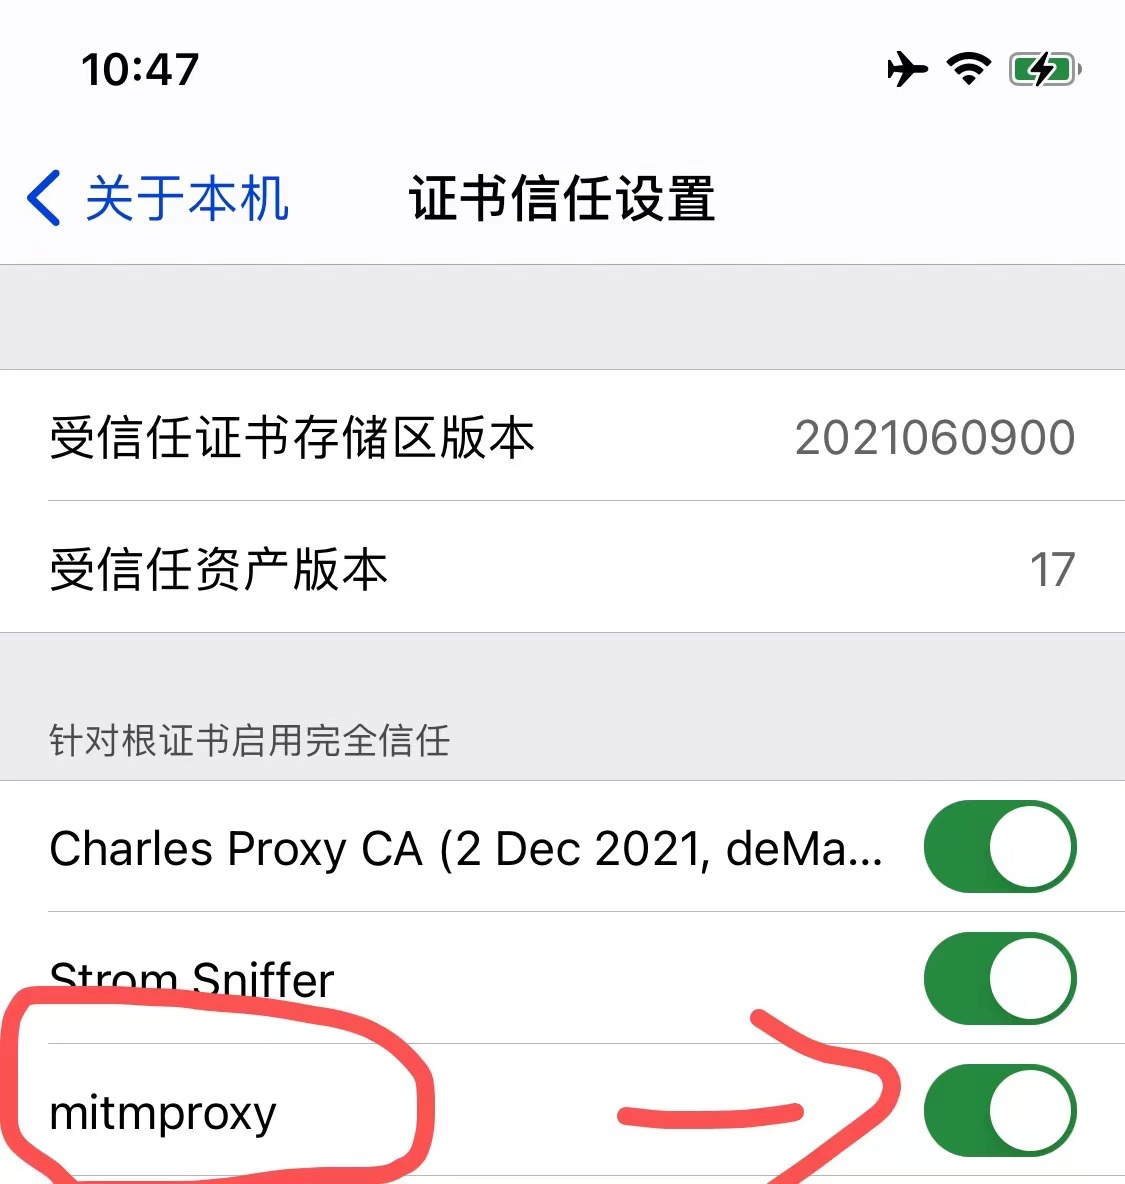 10:47
关于本机
证书信任设置
受信任证书存储区版本 2021060900
受信任资产版本 17
针对根证书启用完全信任
Charles Proxy CA (2 Dec 2021, deMa...
Strom Sniffer
mitmproxy